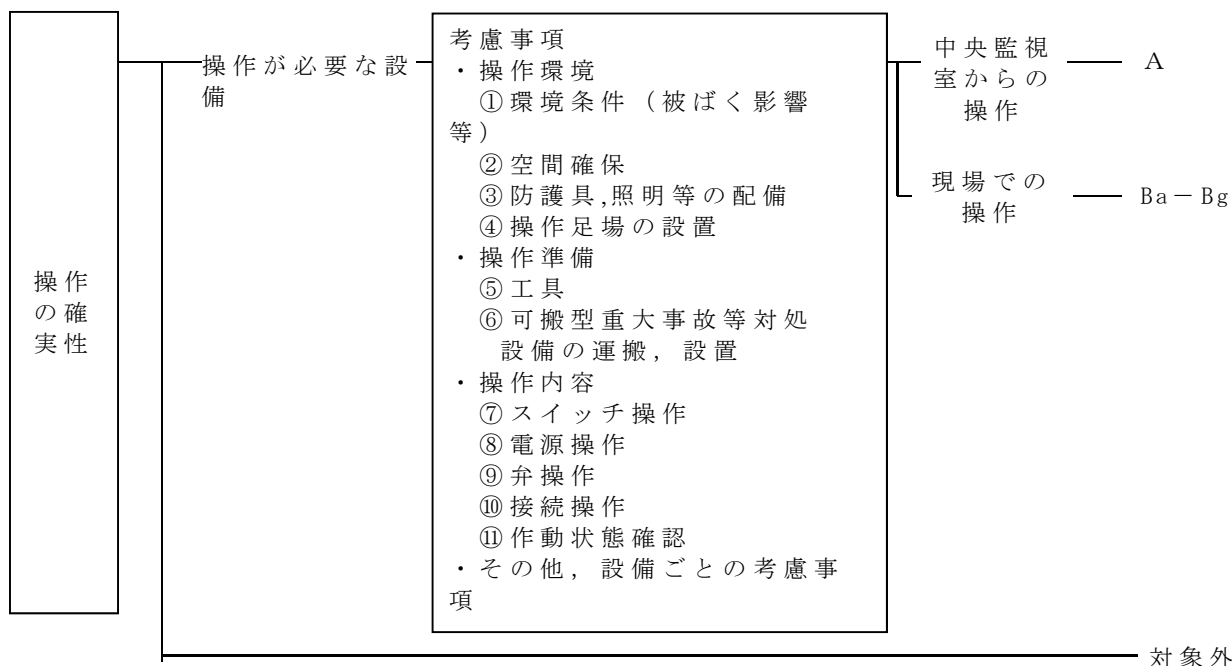 操作
の確
実性
操作が必要な設
備
考慮事項
・操作環境
①環境条件（被ばく影響
等）
②空間確保
③防護具,照明等の配備
④操作足場の設置
・操作準備
⑤工具
⑥可搬型重大事故等対処
設備の運搬，設置
・操作内容
⑦スイッチ操作
⑧電源操作
⑨弁操作
⑩接続操作
⑪作動状態確認
・その他，設備ごとの考慮事
項
中央監視
室からの
操作
A
現場での
操作
Ba－Bg
対象外